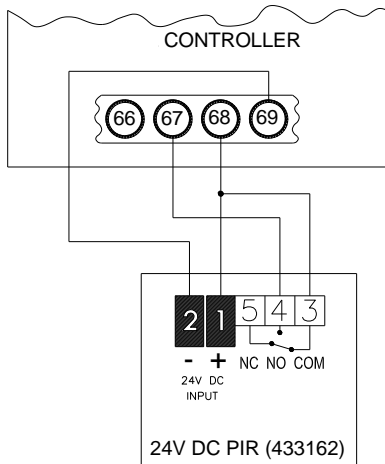 CONTROLLER
66 67 68 69
2 1 5 4 3
- + NC NO COM
24V DC
INPUT
24V DC PIR (433162)